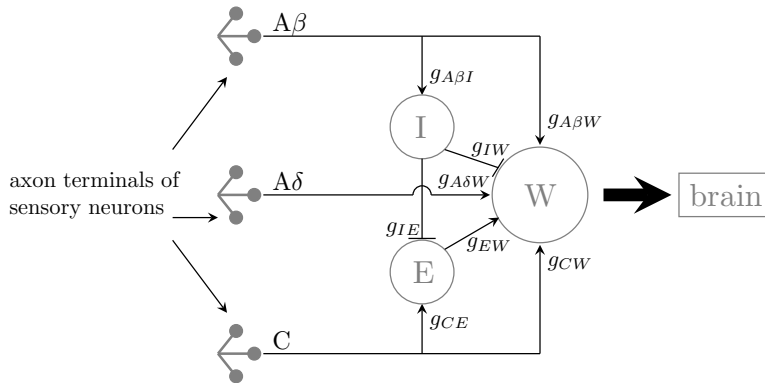 Aβ
g_{AβI}
I
g_{AβW}
g_{IW}
axon terminals of
sensory neurons
Aδ
g_{AδW}
W
brain
g_{IE}
g_{EW}
E
g_{CW}
g_{CE}
C